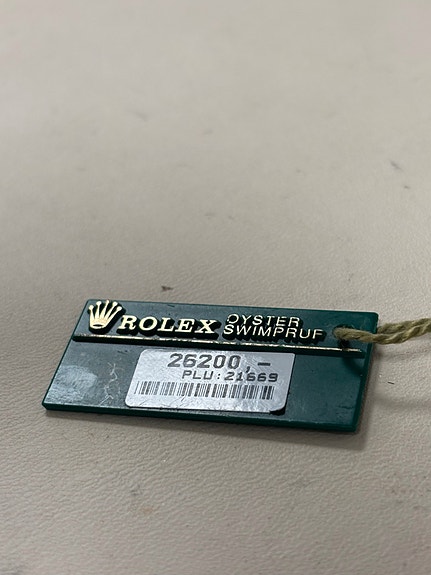 ROLEX OYSTER
SWIMPRUF
26200,-
PLU:21669